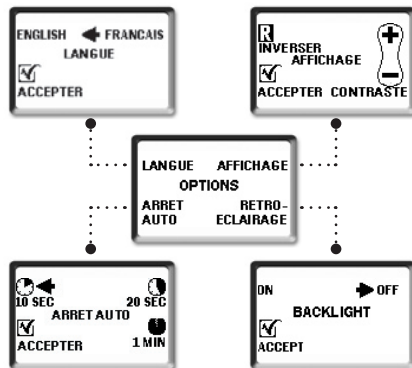 ENGLISH FRANCAIS
LANGUE
ACCEPTER
R
INVERSER
AFFICHAGE
ACCEPTER CONTRASTE
LANGUE AFFICHAGE
OPTIONS
ARRET RETRO-
AUTO ECLAIRAGE
10 SEC 20 SEC
ARRET AUTO
ACCEPTER 1 MIN
ON OFF
BACKLIGHT
ACCEPT